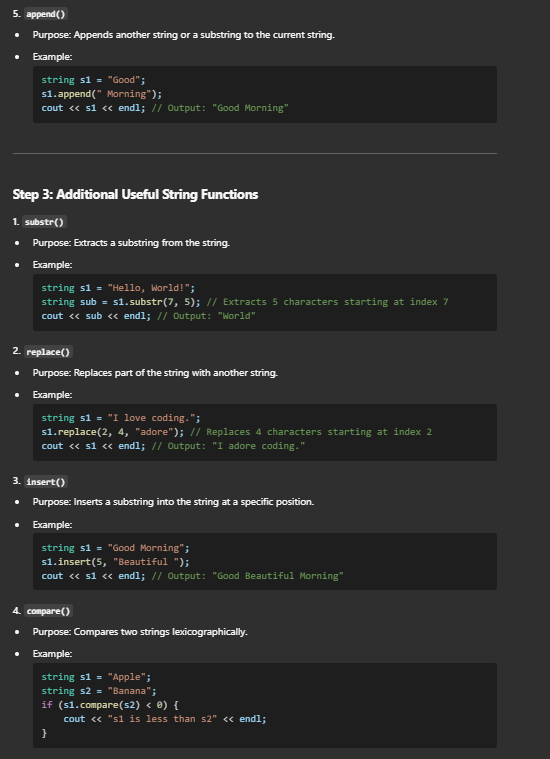 5. append()
• Purpose: Appends another string or a substring to the current string.
• Example:
string s1 = "Good";
s1.append(" Morning");
cout << s1 << endl; // Output: "Good Morning"
Step 3: Additional Useful String Functions
1. substr()
• Purpose: Extracts a substring from the string.
• Example:
string s1 = "Hello, World!";
string sub = s1.substr(7, 5); // Extracts 5 characters starting at index 7
cout << sub << endl; // Output: "World"
2. replace()
• Purpose: Replaces part of the string with another string.
• Example:
string s1 = "I love coding.";
s1.replace(2, 4, "adore"); // Replaces 4 characters starting at index 2
cout << s1 << endl; // Output: "I adore coding."
3. insert()
• Purpose: Inserts a substring into the string at a specific position.
• Example:
string s1 = "Good Morning";
s1.insert(5, "Beautiful ");
cout << s1 << endl; // Output: "Good Beautiful Morning"
4. compare()
• Purpose: Compares two strings lexicographically.
• Example:
string s1 = "Apple";
string s2 = "Banana";
if (s1.compare(s2) < 0) {
    cout << "s1 is less than s2" << endl;
}